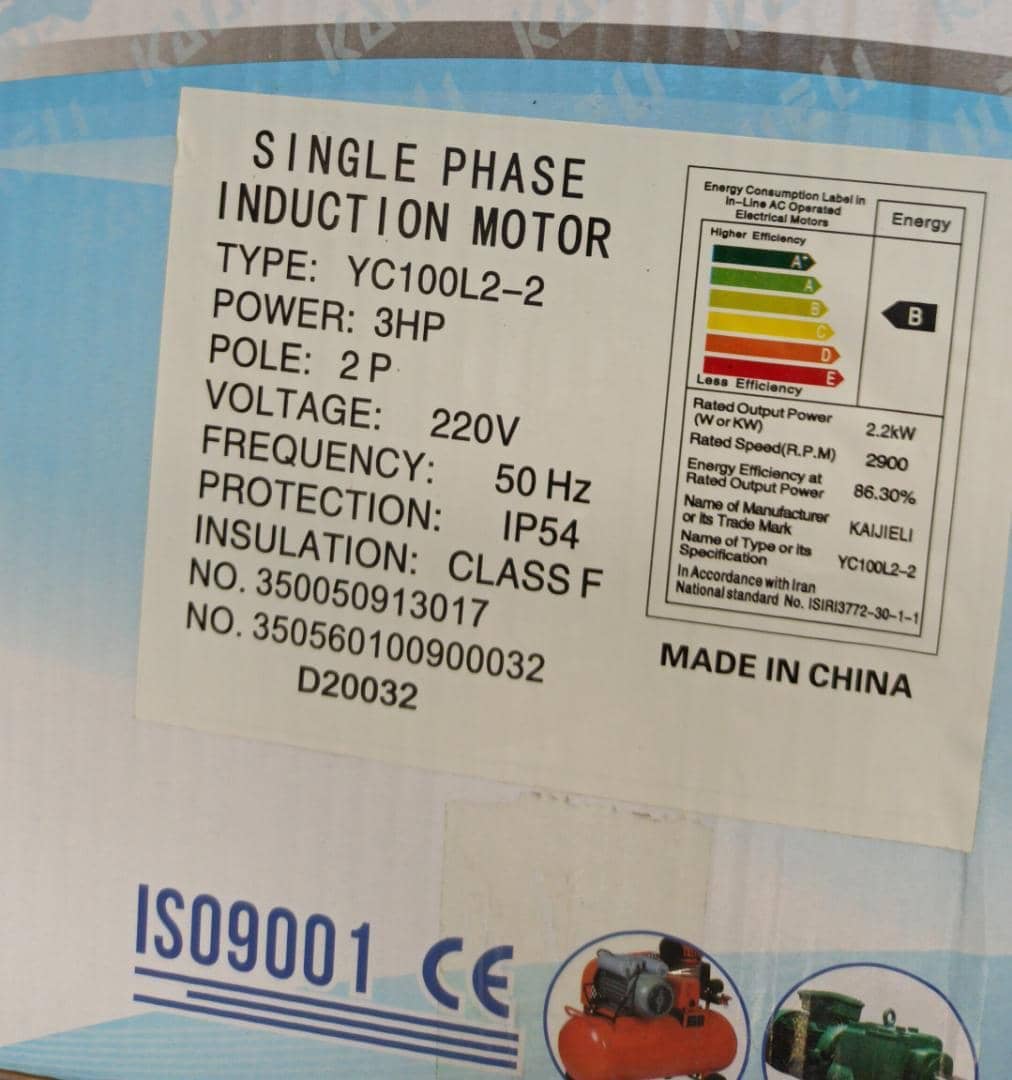 SINGLE PHASE
INDUCTION MOTOR
TYPE: YC100L2-2
POWER: 3HP
POLE: 2P
VOLTAGE: 220V
FREQUENCY: 50 Hz
PROTECTION: IP54
INSULATION: CLASS F
NO. 350050913017
NO. 350560100900032
D20032
Energy Consumption Label in
In-Line AC Operated
Electrical Motors
Energy
Higher Efficiency
A+
A
B
C
D
E
Less Efficiency
B
Rated Output Power
(W or KW) 2.2kW
Rated Speed(R.P.M) 2900
Energy Efficiency at
Rated Output Power 86.30%
Name of Manufacturer
or its Trade Mark KAIJIELI
Name of Type or its
Specification YC100L2-2
In Accordance with Iran
National standard No. ISIRI3772-30-1-1
MADE IN CHINA
ISO9001 CE